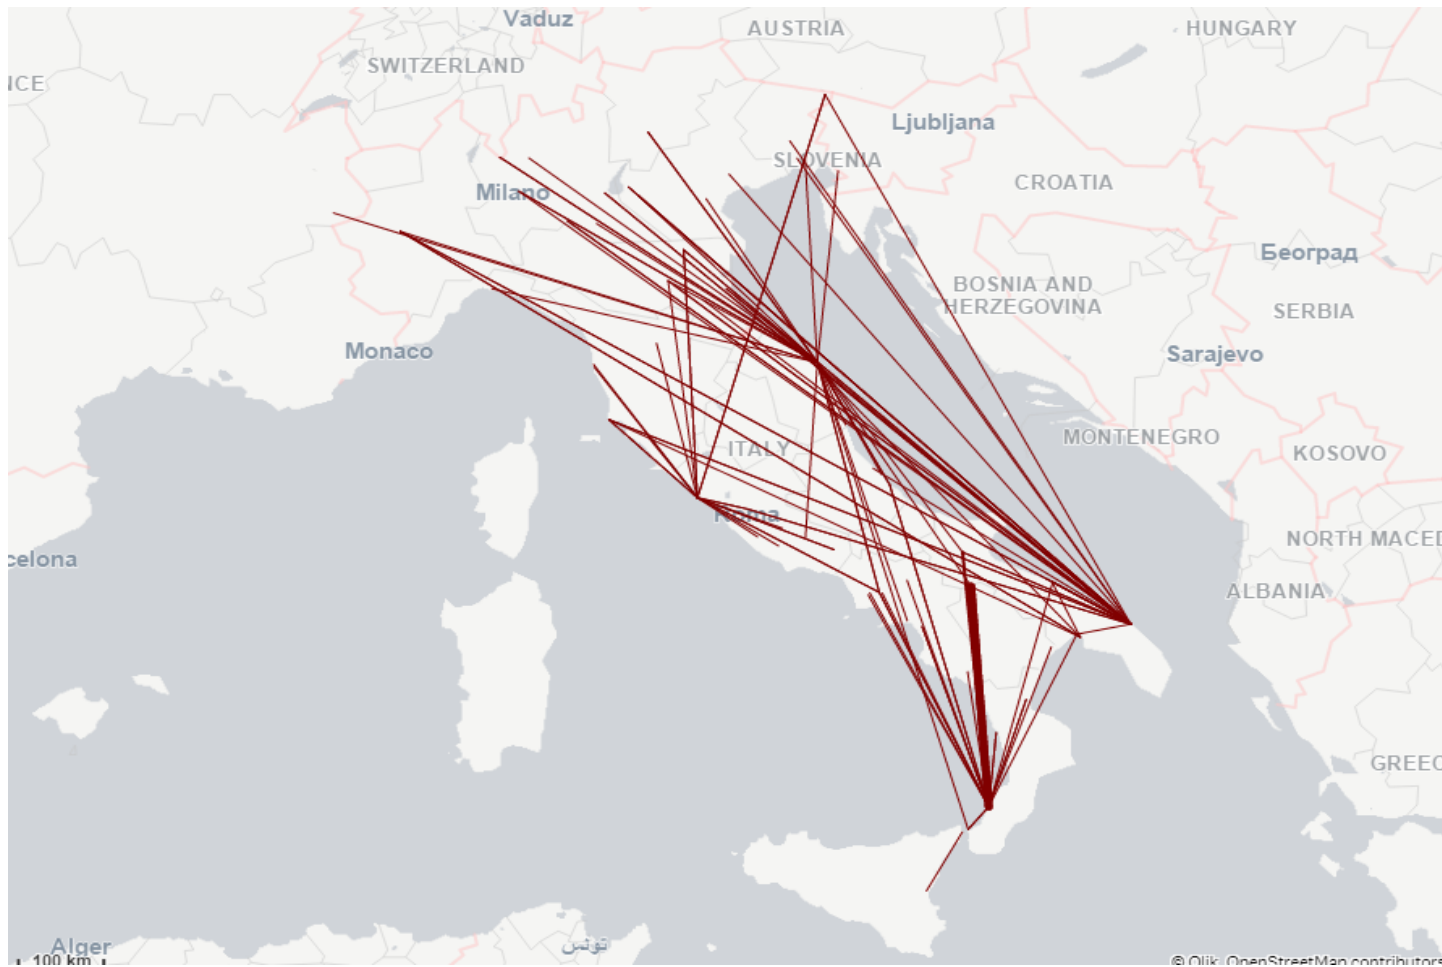 Vaduz
AUSTRIA
HUNGARY
SWITZERLAND
NCE
Ljubljana
SLOVENIA
Milano
CROATIA
Београд
BOSNIA AND
HERZEGOVINA
SERBIA
Monaco
Sarajevo
ITALY
MONTENEGRO
KOSOVO
Roma
NORTH MACED
celona
ALBANIA
GREEC
Alger
تونس
100 km
© Qlik, OpenStreetMap contributors